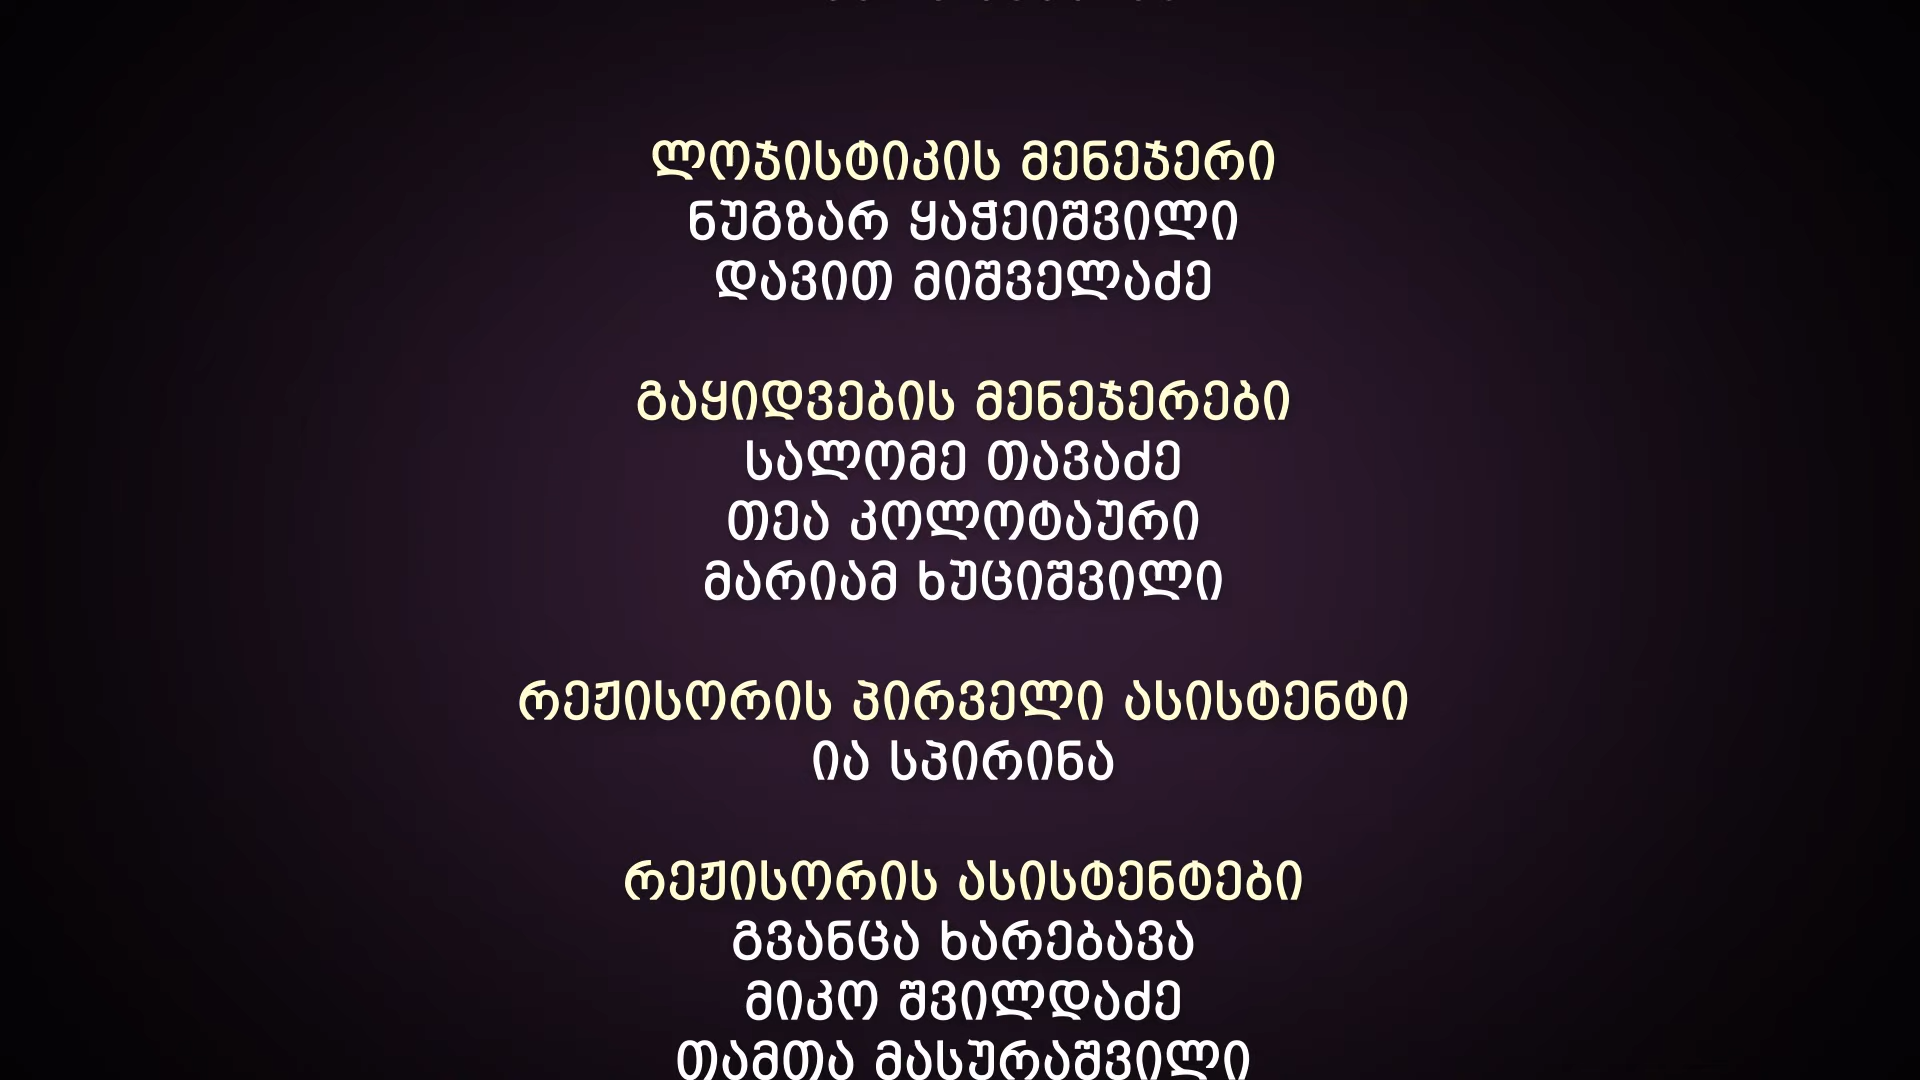 ლოჯისტიკის მენეჯერი
ნუგზარ ყაჭეიშვილი
დავით მიშველაძე
გაყიდვების მენეჯერები
სალომე თავაძე
თეა კოლოტაური
მარიამ ხუციშვილი
რეჟისორის პირველი ასისტენტი
ია სპირინა
რეჟისორის ასისტენტები
გვანცა ხარებავა
მიკო შვილდაძე
თამთა მასურაშვილი